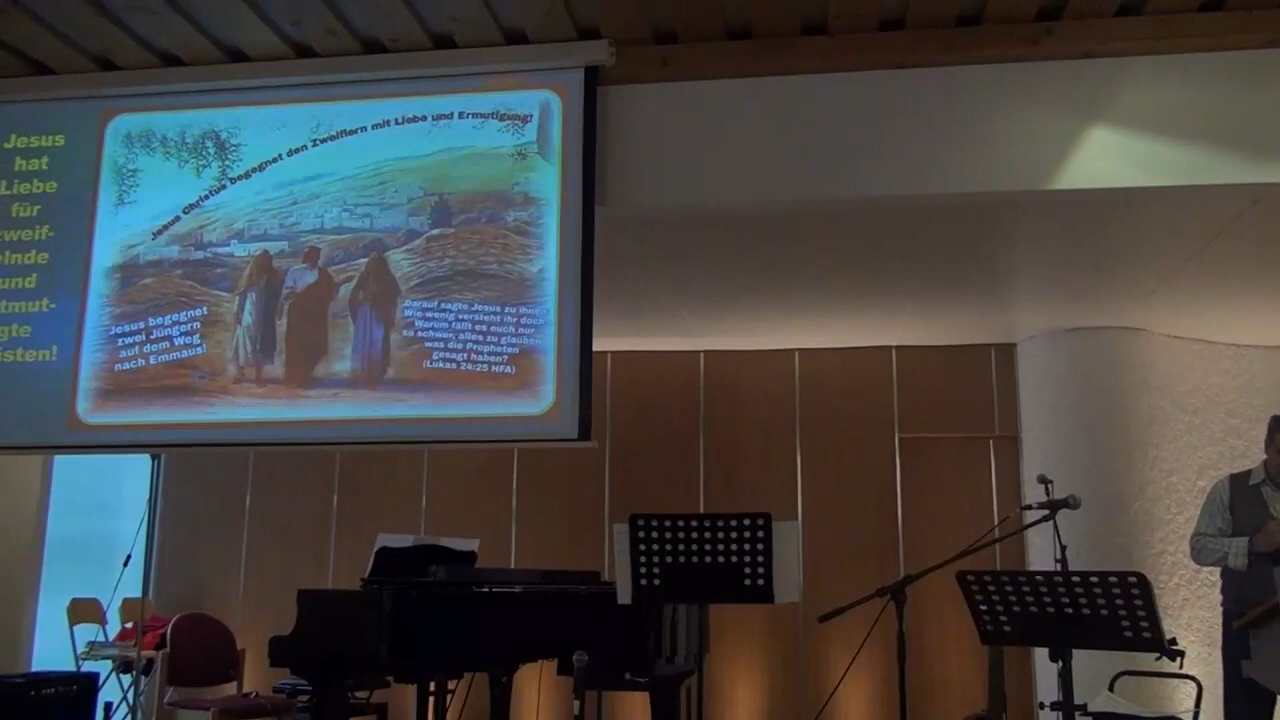 Jesus
hat
Liebe
für
zweif-
elnde
und
tmut-
gte
isten!
Jesus Christus begegnet den Zweiflern mit Liebe und Ermutigung!
Jesus begegnet
zwei Jüngern
auf dem Weg
nach Emmaus!
Darauf sagte Jesus zu ihnen
Wie wenig versteht ihr doch
Warum fällt es euch nur
so schwer, alles zu glauben
was die Propheten
gesagt haben?
(Lukas 24:25 HFA)